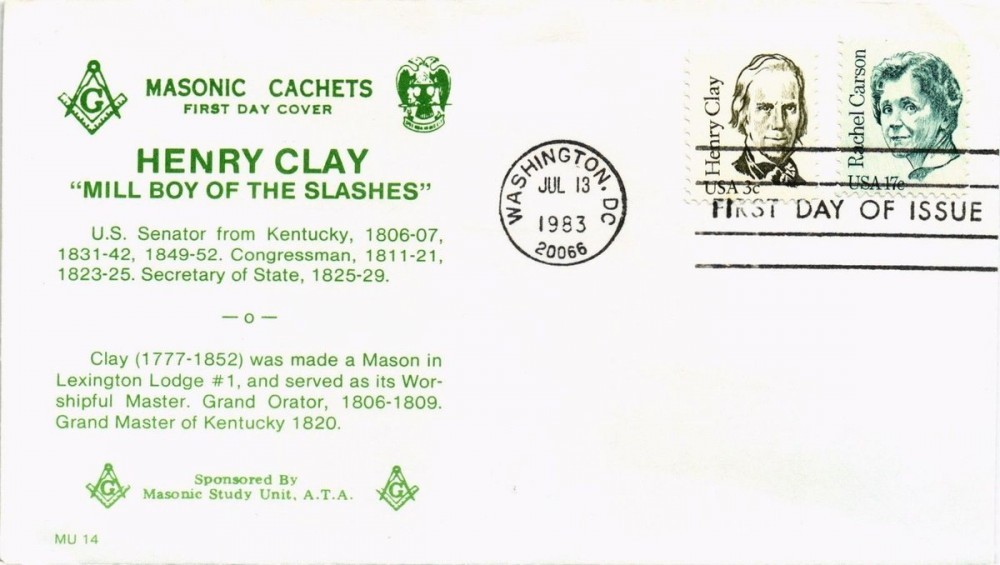 MASONIC CACHETS
FIRST DAY COVER
G
HENRY CLAY
“MILL BOY OF THE SLASHES”
U.S. Senator from Kentucky, 1806-07,
1831-42, 1849-52. Congressman, 1811-21,
1823-25. Secretary of State, 1825-29.
— o —
Clay (1777-1852) was made a Mason in
Lexington Lodge #1, and served as its Wor-
shipful Master. Grand Orator, 1806-1809.
Grand Master of Kentucky 1820.
G
Sponsored By
Masonic Study Unit, A.T.A.
G
MU 14
WASHINGTON, DC
JUL 13
1983
20066
Henry Clay
USA 3c
Rachel Carson
USA 17c
FIRST DAY OF ISSUE